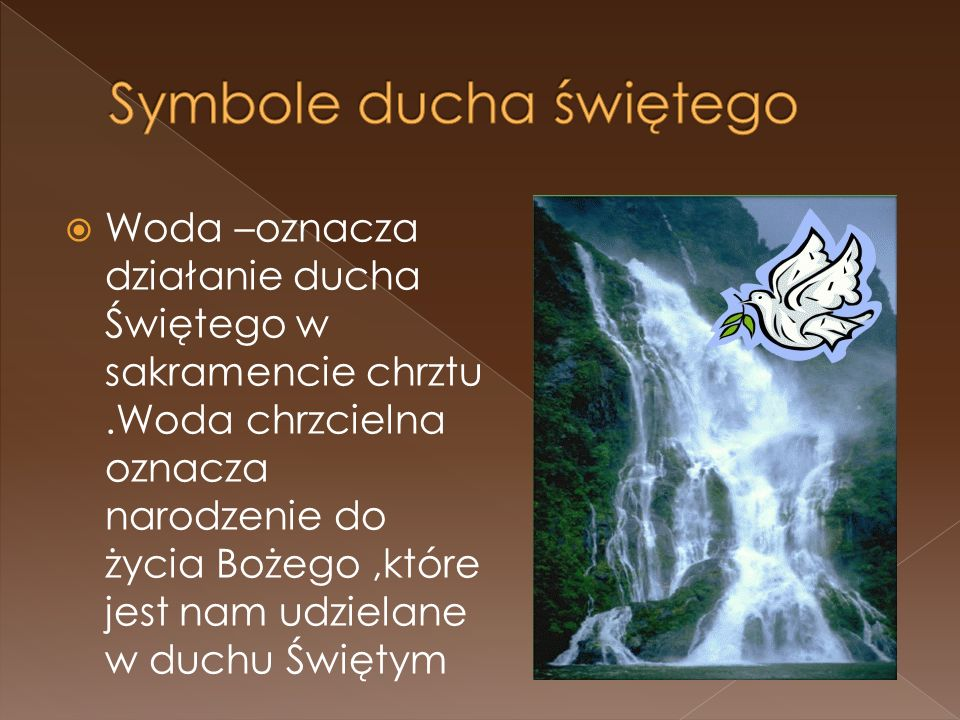 Symbole ducha świętego
Woda –oznacza
działanie ducha
Świętego w
sakramencie chrztu
.Woda chrzcielna
oznacza
narodzenie do
życia Bożego ,które
jest nam udzielane
w duchu Świętym